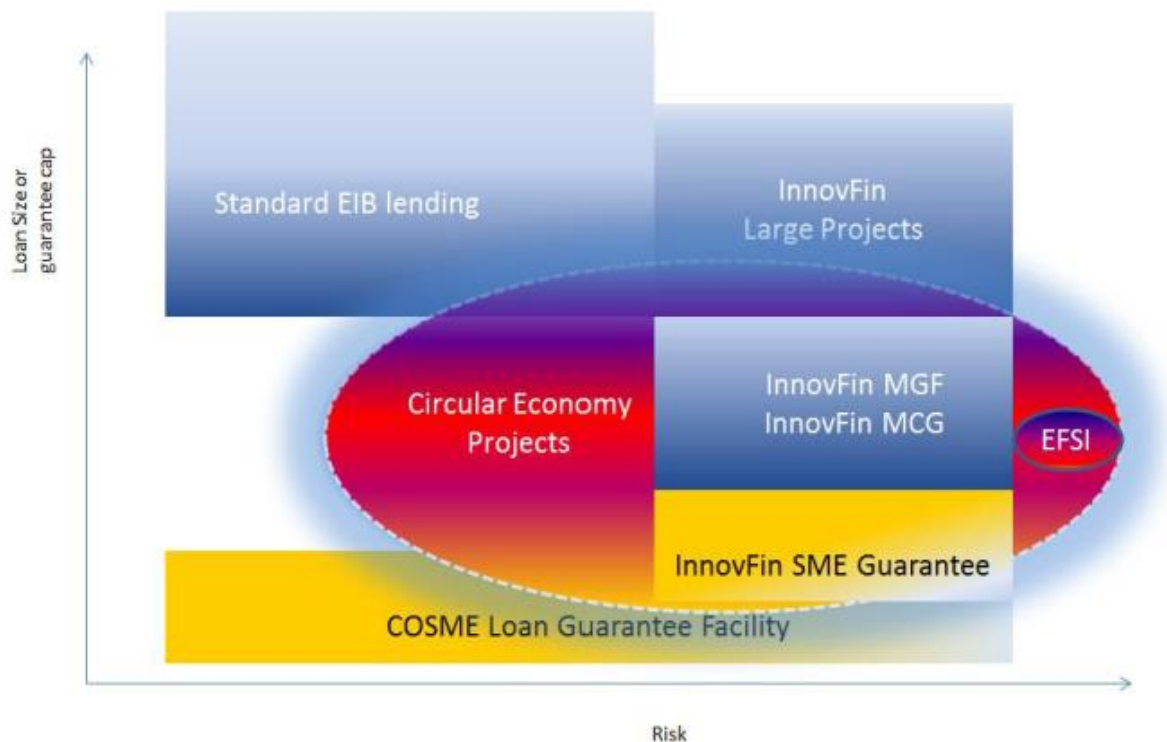 Loan Size or
guarantee cap
Standard EIB lending
InnovFin
Large Projects
Circular Economy
Projects
InnovFin MGF
InnovFin MCG
EFSI
InnovFin SME Guarantee
COSME Loan Guarantee Facility
Risk